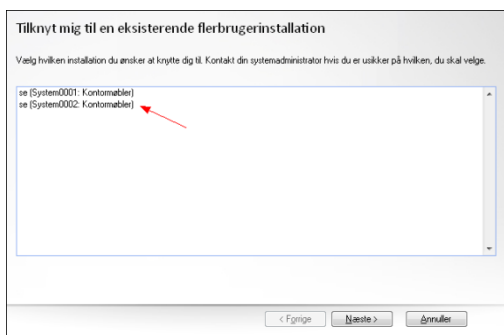 Tilknyt mig til en eksisterende flerbrugerinstallation
Vælg hvilken installation du ønsker at knytte dig til. Kontakt din systemadministrator hvis du er usikker på hvilken, du skal velge.
se (System0001: Kontormøbler)
se (System0002: Kontormøbler)
< Forrige
Næste >
Annuller